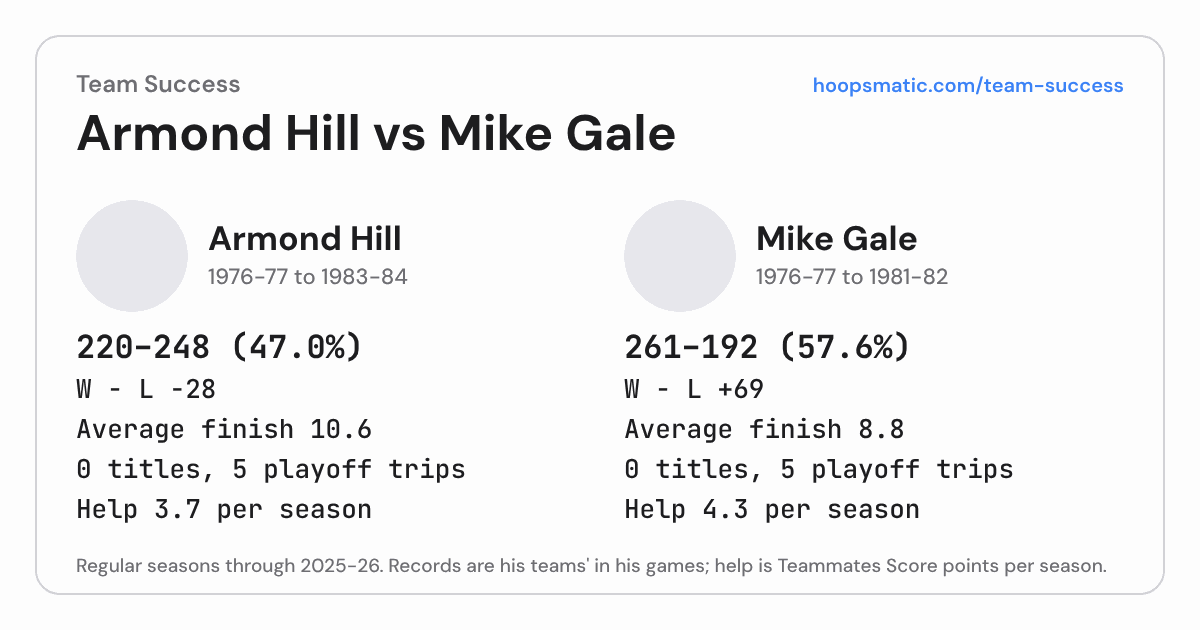 Team Success
hoopsmatic.com/team-success
Armond Hill vs Mike Gale
Armond Hill
1976-77 to 1983-84
220-248 (47.0%)
W - L -28
Average finish 10.6
0 titles, 5 playoff trips
Help 3.7 per season
Mike Gale
1976-77 to 1981-82
261-192 (57.6%)
W - L +69
Average finish 8.8
0 titles, 5 playoff trips
Help 4.3 per season
Regular seasons through 2025-26. Records are his teams' in his games; help is Teammates Score points per season.